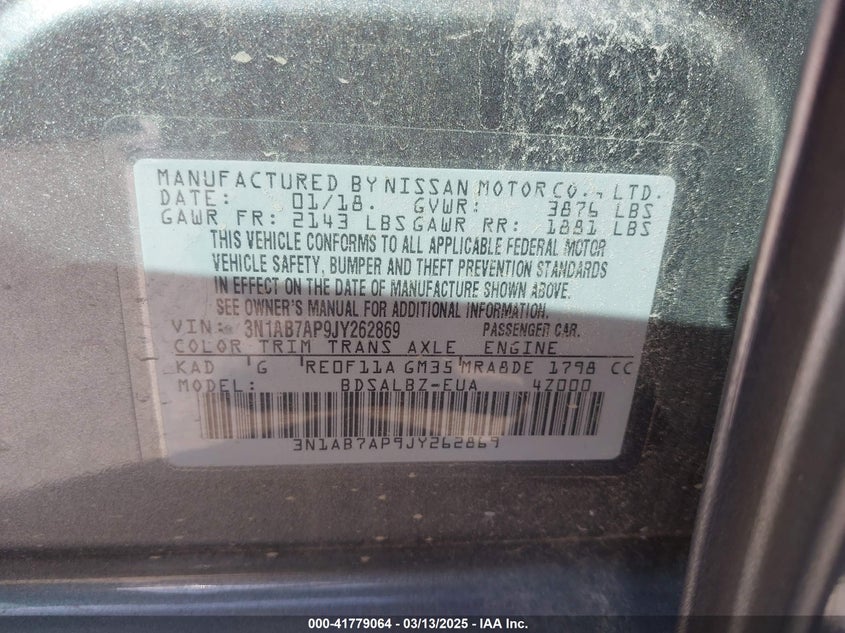 MANUFACTURED BY NISSAN MOTOR CO., LTD.
DATE: 01/18. GVWR: 3876 LBS
GAWR FR: 2143 LBS GAWR RR: 1881 LBS
THIS VEHICLE CONFORMS TO ALL APPLICABLE FEDERAL MOTOR
VEHICLE SAFETY, BUMPER AND THEFT PREVENTION STANDARDS
IN EFFECT ON THE DATE OF MANUFACTURE SHOWN ABOVE.
SEE OWNER'S MANUAL FOR ADDITIONAL INFORMATION.
VIN: 3N1AB7AP9JY262869 PASSENGER CAR.
COLOR TRIM TRANS AXLE ENGINE
KAD G RE0F11A GM35 MRA8DE 1798 CC
BDSALBZ-EUA 4Z000
3N1AB7AP9JY262869
000-41779064 / 03/13/2025 - IAA Inc.